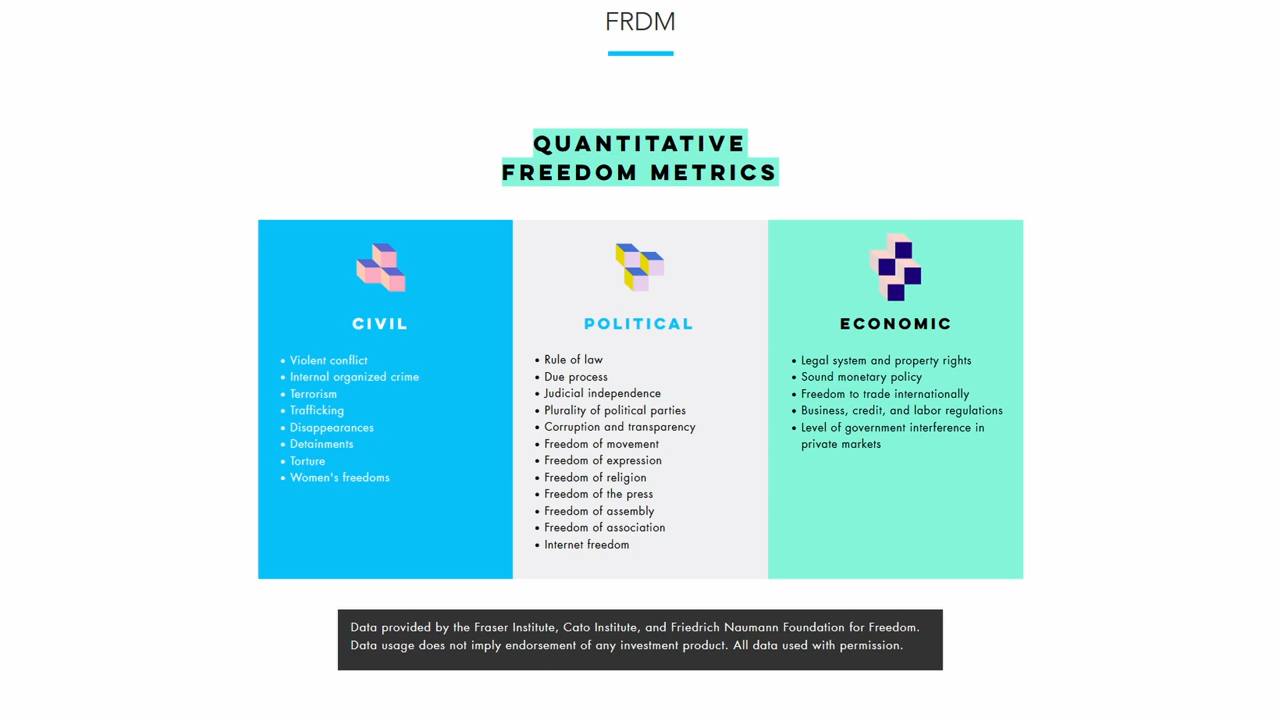 FRDM
QUANTITATIVE
FREEDOM METRICS
CIVIL
• Violent conflict
• Internal organized crime
• Terrorism
• Trafficking
• Disappearances
• Detainments
• Torture
• Women's freedoms
POLITICAL
• Rule of law
• Due process
• Judicial independence
• Plurality of political parties
• Corruption and transparency
• Freedom of movement
• Freedom of expression
• Freedom of religion
• Freedom of the press
• Freedom of assembly
• Freedom of association
• Internet freedom
ECONOMIC
• Legal system and property rights
• Sound monetary policy
• Freedom to trade internationally
• Business, credit, and labor regulations
• Level of government interference in
private markets
Data provided by the Fraser Institute, Cato Institute, and Friedrich Naumann Foundation for Freedom.
Data usage does not imply endorsement of any investment product. All data used with permission.